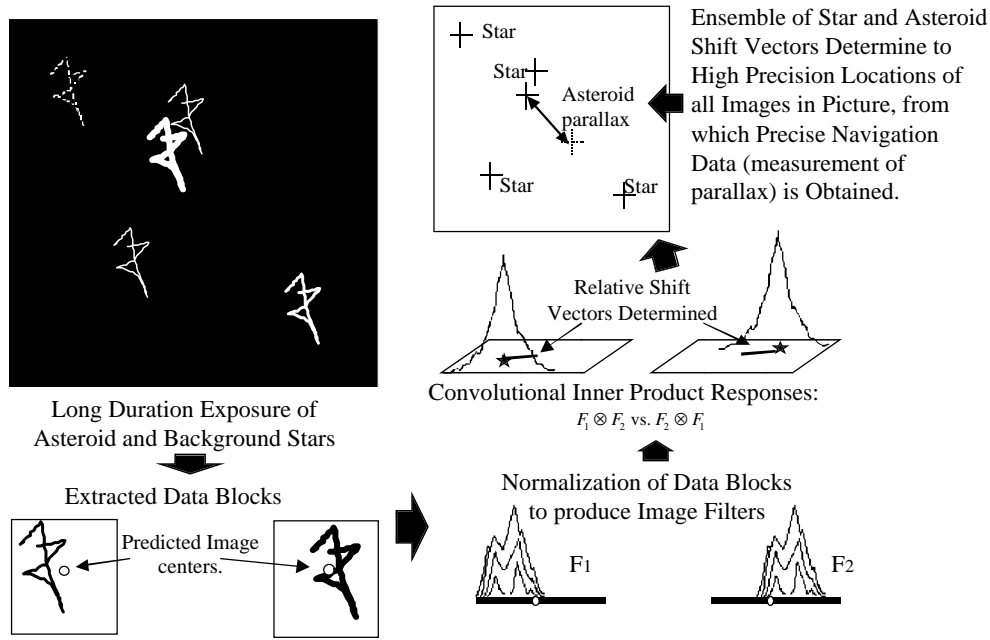 Long Duration Exposure of
Asteroid and Background Stars
Extracted Data Blocks
Predicted Image
centers.
Normalization of Data Blocks
to produce Image Filters
F1
F2
Convolutional Inner Product Responses:
F₁ ⊗ F₂ vs. F₂ ⊗ F₁
Relative Shift
Vectors Determined
Star
Star
Asteroid
parallax
Star
Star
Ensemble of Star and Asteroid
Shift Vectors Determine to
High Precision Locations of
all Images in Picture, from
which Precise Navigation
Data (measurement of
parallax) is Obtained.